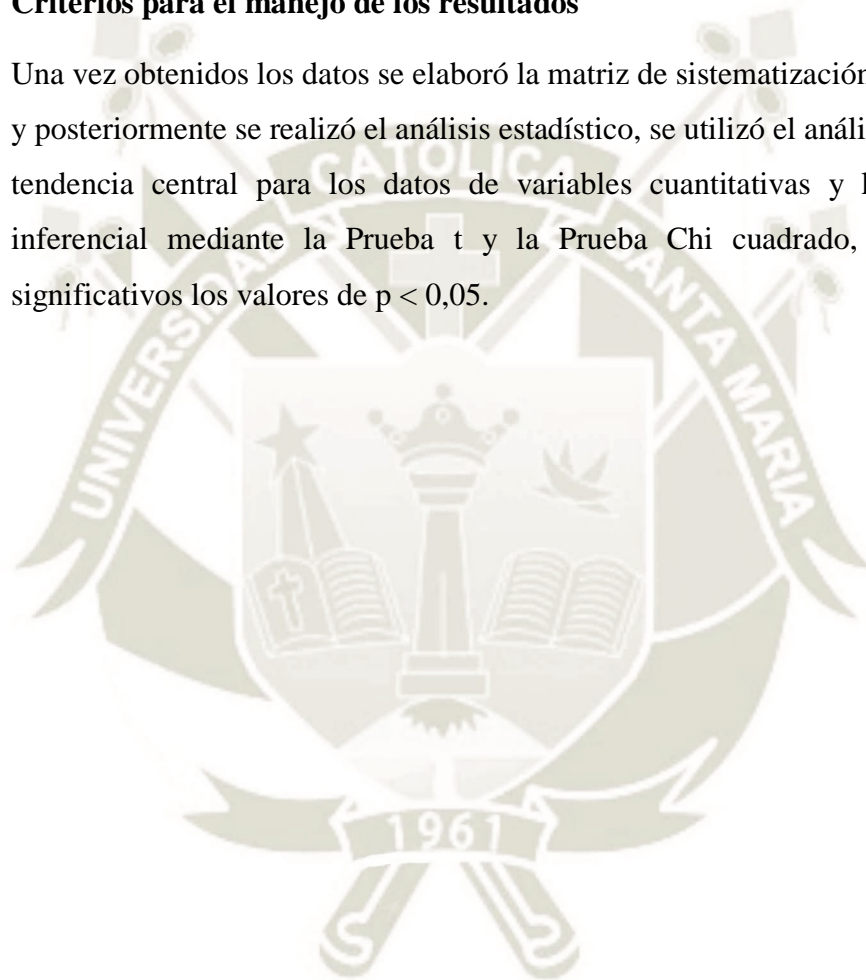 Criterios para el manejo de los resultados
Una vez obtenidos los datos se elaboró la matriz de sistematización
y posteriormente se realizó el análisis estadístico, se utilizó el
tendencia central para los datos de variables cuantitativas y
inferencial mediante la Prueba t y la Prueba Chi cuadrado,
significativos los valores de p < 0,05.
UNIVERSIDAD CATOLICA SANTA MARIA
1961